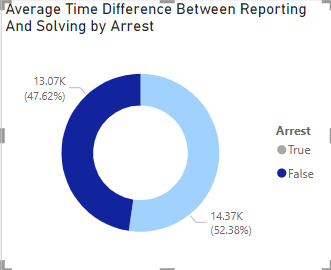 Average Time Difference Between Reporting
And Solving by Arrest
13.07K
(47.62%)
Arrest
True
False
14.37K
(52.38%)